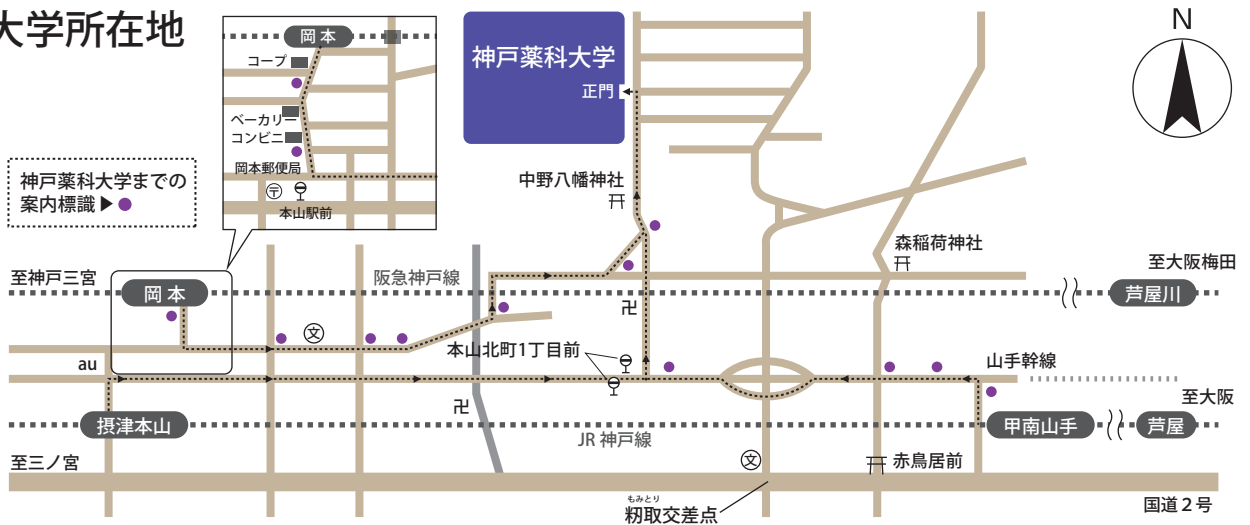 大学所在地
岡本
コープ
ベーカリー
コンビニ
岡本郵便局
〒
本山駅前
神戸薬科大学
正門
N
神戸薬科大学までの
案内標識▶●
中野八幡神社
森稲荷神社
至神戸三宮
阪急神戸線
至大阪梅田
岡本
芦屋川
文
卍
本山北町1丁目前
au
山手幹線
卍
至大阪
摂津本山
JR 神戸線
甲南山手
芦屋
至三ノ宮
文
赤鳥居前
もみとり
籾取交差点
国道2号